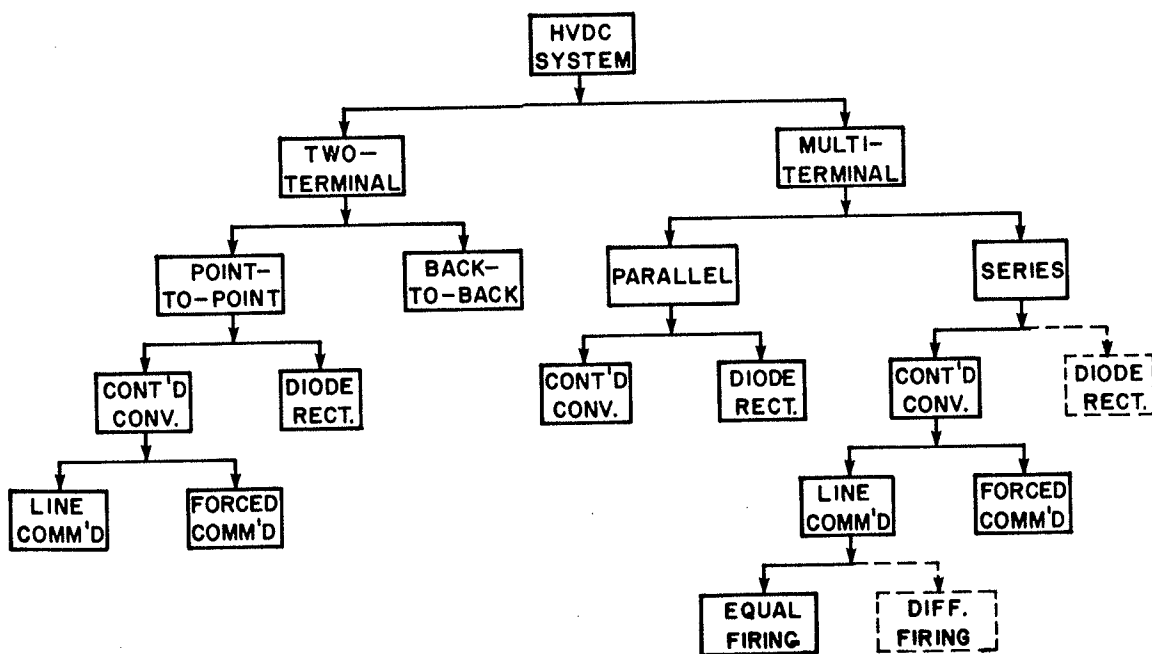 HVDC
SYSTEM
TWO-
TERMINAL
MULTI-
TERMINAL
POINT-
TO-POINT
BACK-
TO-BACK
PARALLEL
SERIES
CONT'D
CONV.
DIODE
RECT.
CONT'D
CONV.
DIODE
RECT.
CONT'D
CONV.
DIODE
RECT.
LINE
COMM'D
FORCED
COMM'D
LINE
COMM'D
FORCED
COMM'D
EQUAL
FIRING
DIFF.
FIRING